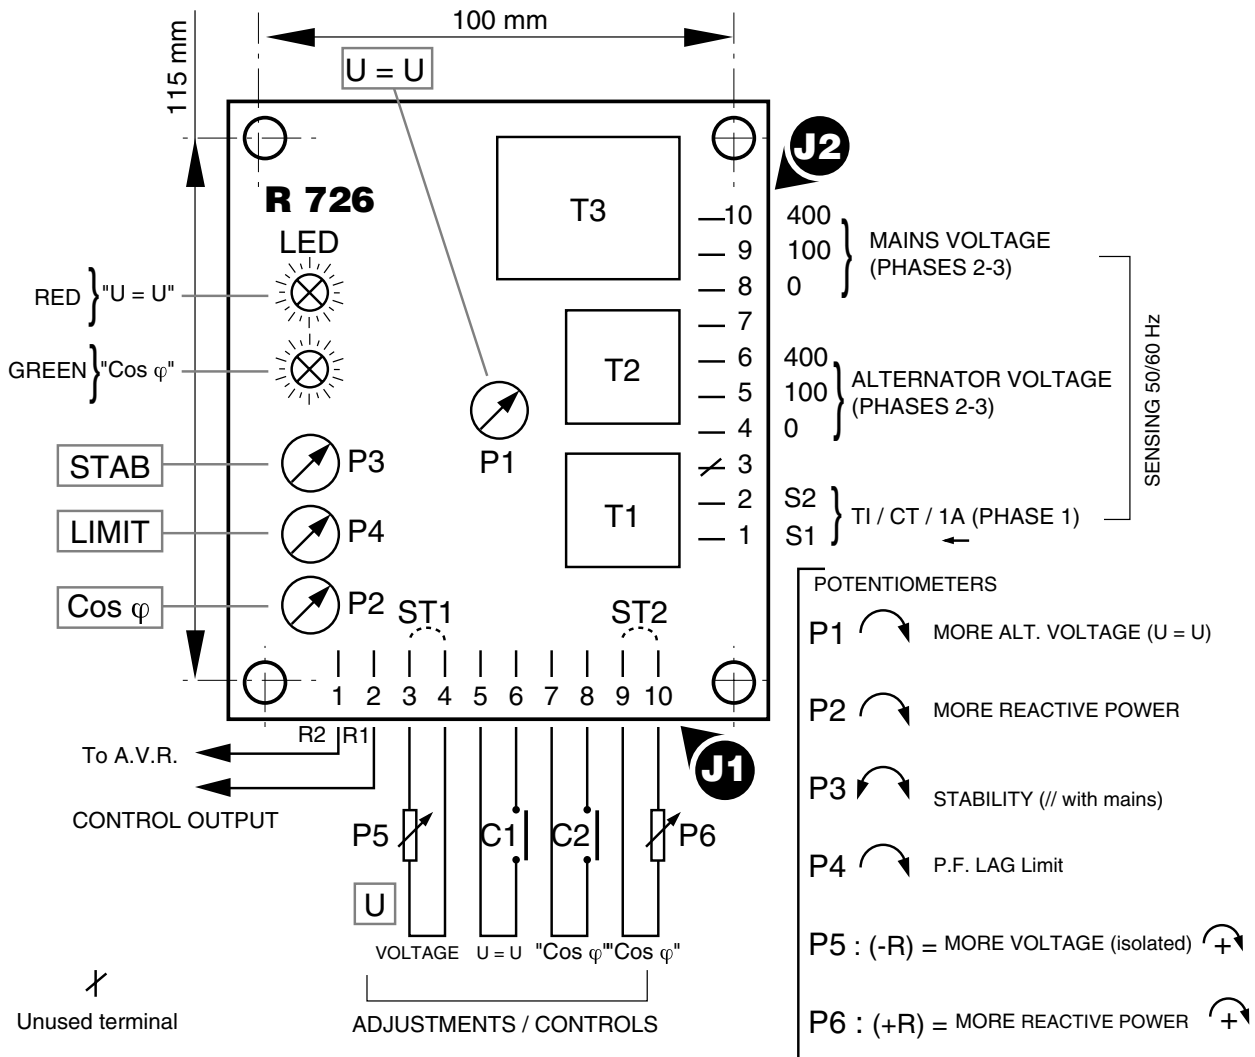 100 mm
115 mm
U = U
J2
R 726
LED
T3
10 400
9 100
8 0
MAINS VOLTAGE
(PHASES 2-3)
RED "U = U"
7
GREEN "Cos φ"
T2
6 400
5 100
4 0
ALTERNATOR VOLTAGE
(PHASES 2-3)
SENSING 50/60 Hz
STAB
P3
P1
3
LIMIT
P4
T1
2 S2
1 S1
TI / CT / 1A (PHASE 1)
Cos φ
P2
ST1
ST2
1 2 3 4 5 6 7 8 9 10
R2 R1
To A.V.R.
J1
CONTROL OUTPUT
P5
C1
C2
P6
U
VOLTAGE
U = U
"Cos φ"
"Cos φ"
ADJUSTMENTS / CONTROLS
Unused terminal
POTENTIOMETERS
P1 MORE ALT. VOLTAGE (U = U)
P2 MORE REACTIVE POWER
P3 STABILITY (// with mains)
P4 P.F. LAG Limit
P5 : (-R) = MORE VOLTAGE (isolated) +
P6 : (+R) = MORE REACTIVE POWER +